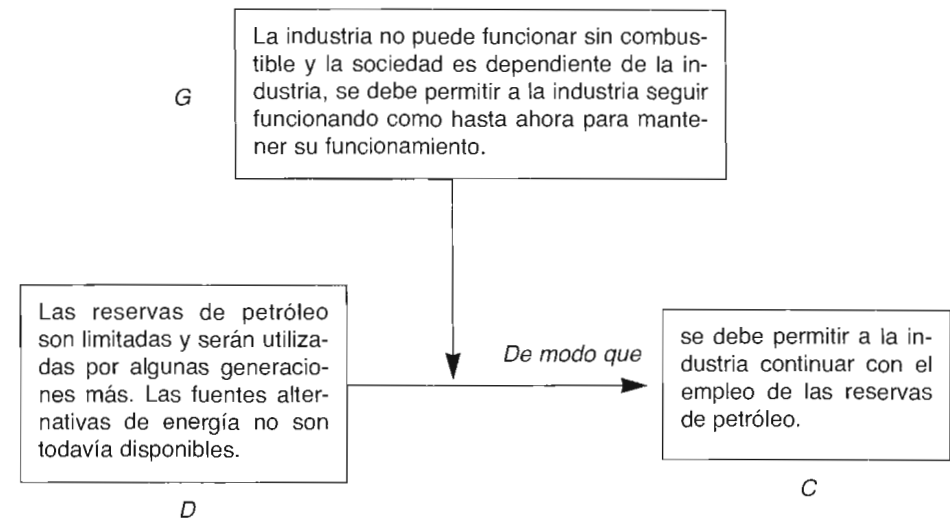 La industria no puede funcionar sin combus-
tible y la sociedad es dependiente de la in-
dustria, se debe permitir a la industria seguir
funcionando como hasta ahora para mante-
ner su funcionamiento.
G
Las reservas de petróleo
son limitadas y serán utiliza-
das por algunas generacio-
nes más. Las fuentes alter-
nativas de energía no son
todavía disponibles.
D
De modo que
se debe permitir a la in-
dustria continuar con el
empleo de las reservas
de petróleo.
C